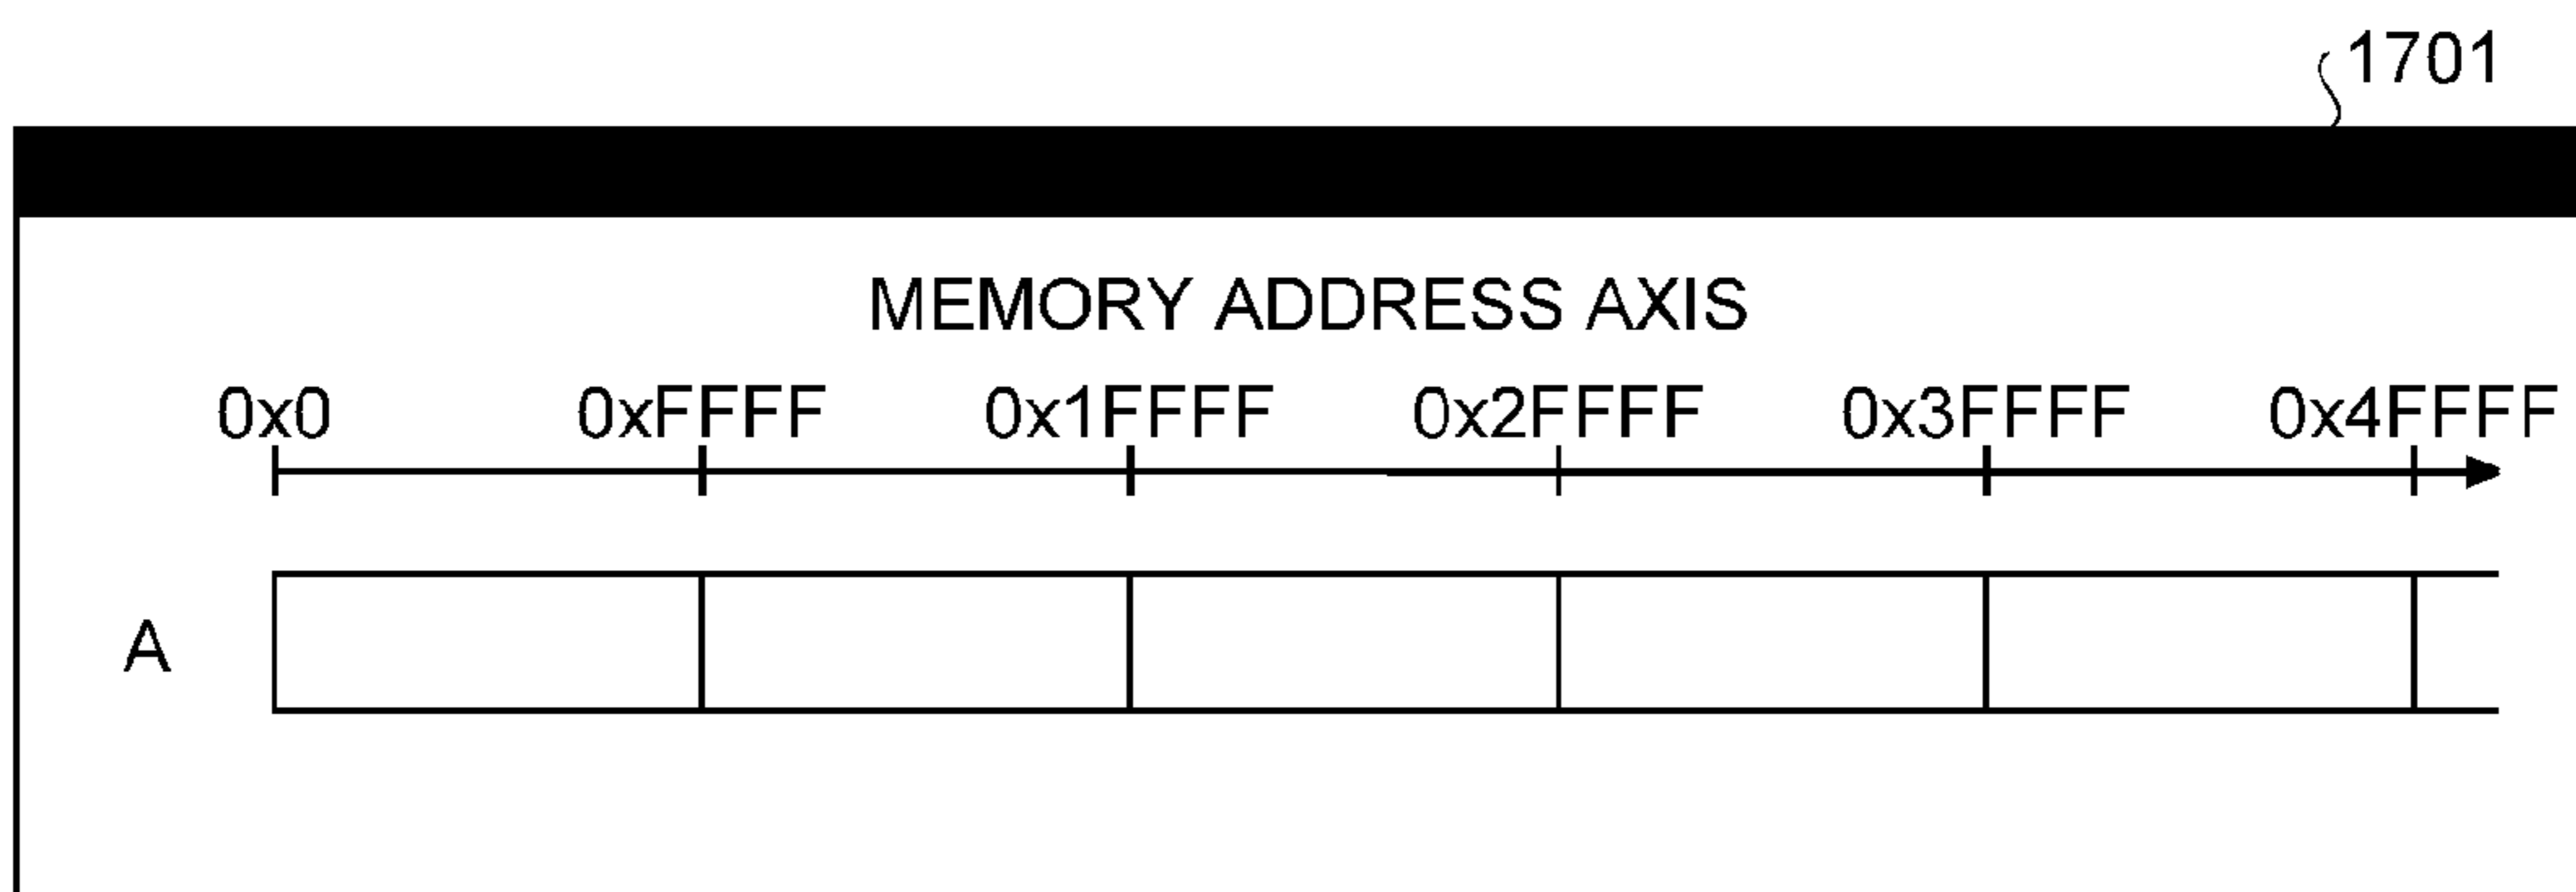 1701
MEMORY ADDRESS AXIS
0x0 0xFFFF 0x1FFFF 0x2FFFF 0x3FFFF 0x4FFFF
A